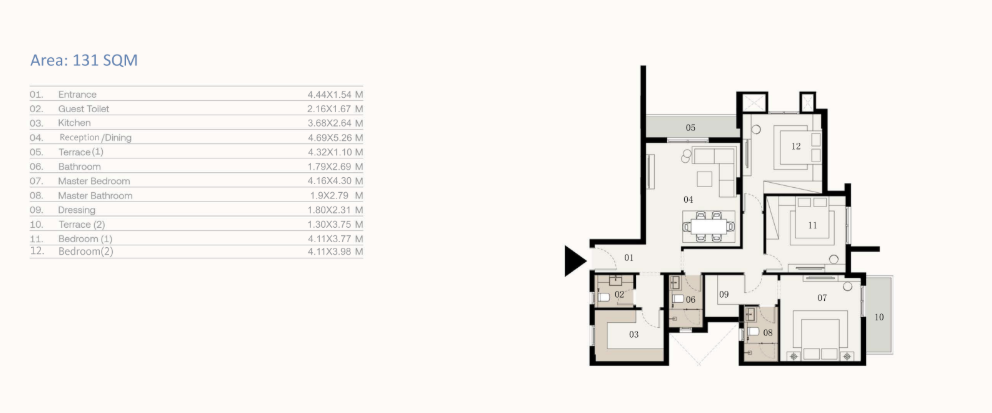 Area: 131 SQM
01. Entrance 4.44X1.54 M
02. Guest Toilet 2.16X1.67 M
03. Kitchen 3.68X2.64 M
04. Reception/Dining 4.69X5.26 M
05. Terrace(1) 4.32X1.10 M
06. Bathroom 1.79X2.69 M
07. Master Bedroom 4.16X4.30 M
08. Master Bathroom 1.9X2.79 M
09. Dressing 1.80X2.31 M
10. Terrace (2) 1.30X3.75 M
11. Bedroom (1) 4.11X3.77 M
12. Bedroom(2) 4.11X3.98 M
05
12
04
11
01
02
06
09
07
10
03
08